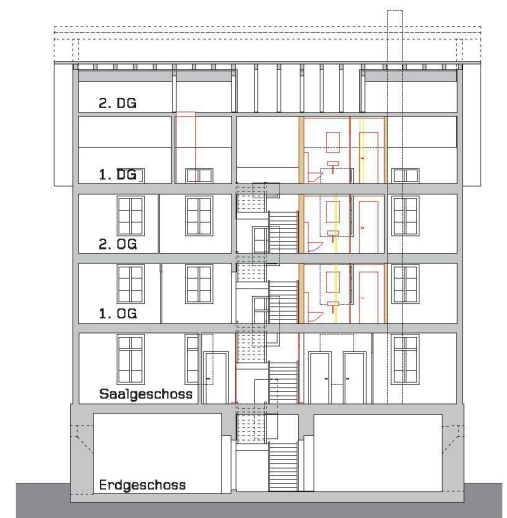 2. DG
1. DG
2. OG
1. OG
Saalgeschoss
Erdgeschoss